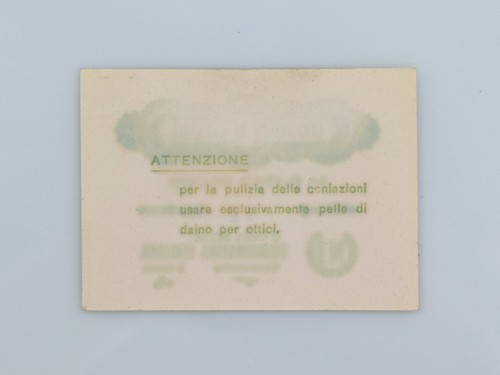 ATTENZIONE
per la pulizia delle coniazioni
usare esclusivamente pelle di
daino per ottici.